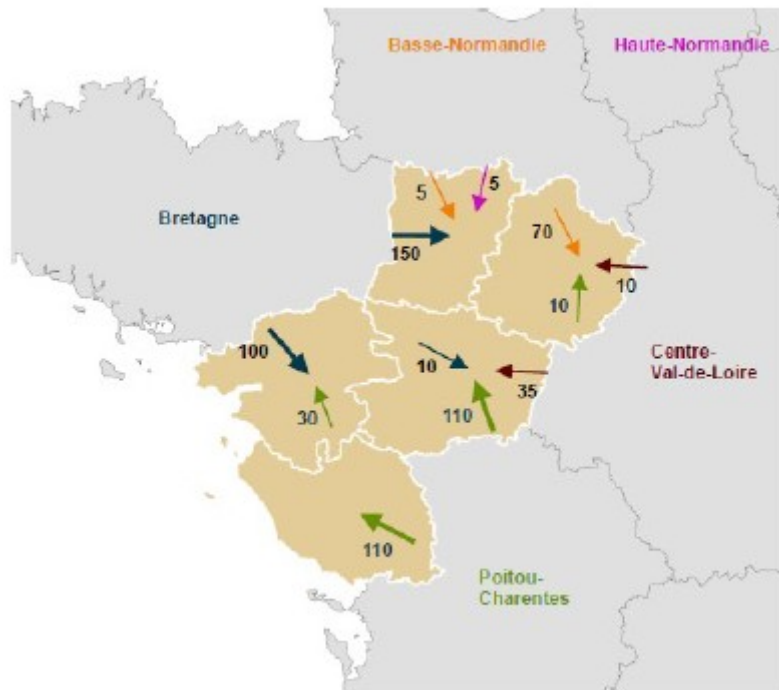 Basse-Normandie
Haute-Normandie
5
5
Bretagne
70
150
10
10
100
10
Centre-
Val-de-Loire
35
30
110
110
Poitou-
Charentes